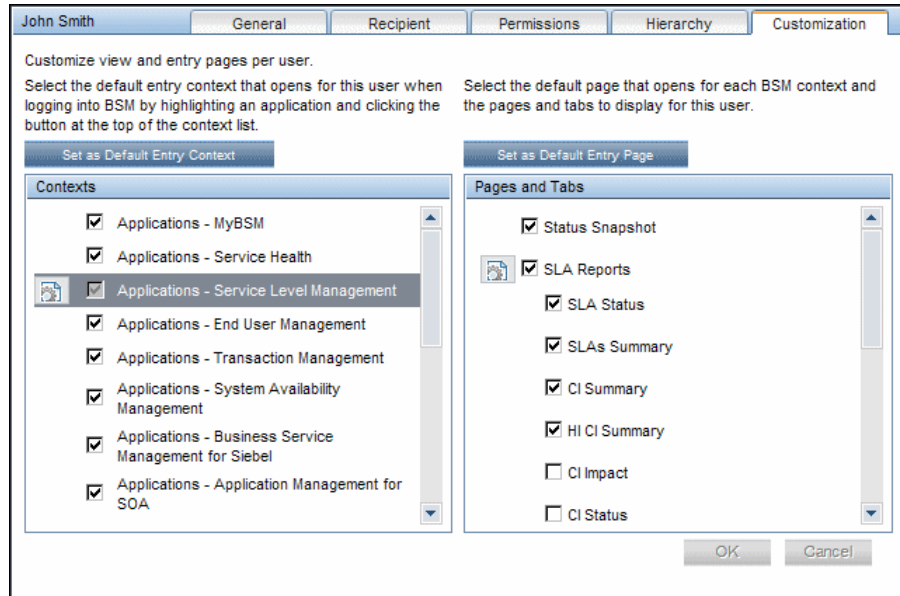 John Smith
General
Recipient
Permissions
Hierarchy
Customization
Customize view and entry pages per user.
Select the default entry context that opens for this user when
logging into BSM by highlighting an application and clicking the
button at the top of the context list.
Set as Default Entry Context
Contexts
Applications - MyBSM
Applications - Service Health
Applications - Service Level Management
Applications - End User Management
Applications - Transaction Management
Applications - System Availability
Management
Applications - Business Service
Management for Siebel
Applications - Application Management for
SOA
Select the default page that opens for each BSM context and
the pages and tabs to display for this user.
Set as Default Entry Page
Pages and Tabs
Status Snapshot
SLA Reports
SLA Status
SLAs Summary
CI Summary
HI CI Summary
CI Impact
CI Status
OK
Cancel